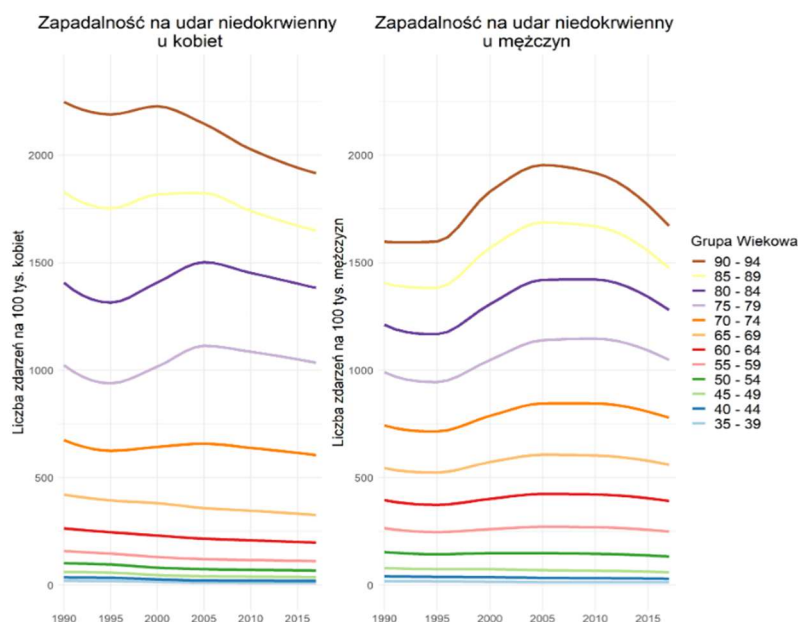 Zapadalność na udar niedokrwienny
u kobiet
Liczba zdarzeń na 100 tys. kobiet
2000
1500
1000
500
0
1990 1995 2000 2005 2010 2015
Zapadalność na udar niedokrwienny
u mężczyn
Liczba zdarzeń na 100 tys. mężczyzn
2000
1500
1000
500
0
1990 1995 2000 2005 2010 2015
Grupa Wiekowa
90 - 94
85 - 89
80 - 84
75 - 79
70 - 74
65 - 69
60 - 64
55 - 59
50 - 54
45 - 49
40 - 44
35 - 39